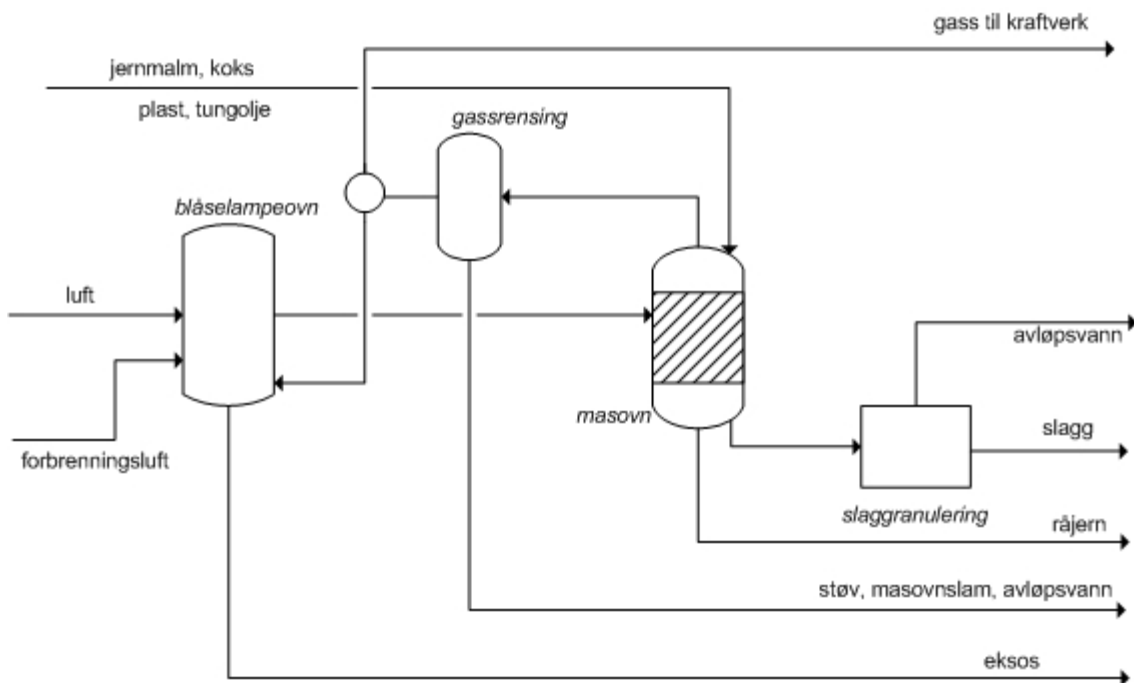 gass til kraftverk
jernmalm, koks
plast, tungolje
gassrensing
blåselampeovn
luft
avløpsvann
masovn
slagg
forbrenningsluft
slaggranulering
råjern
støv, masovnslam, avløpsvann
eksos